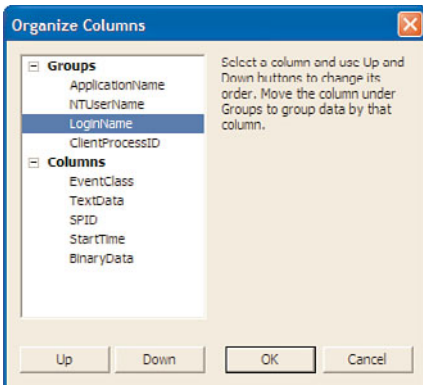 Organize Columns
Groups
ApplicationName
NTUserName
LoginName
ClientProcessID
Columns
EventClass
TextData
SPID
StartTime
BinaryData
Select a column and use Up and
Down buttons to change its
order. Move the column under
Groups to group data by that
column.
Up Down OK Cancel